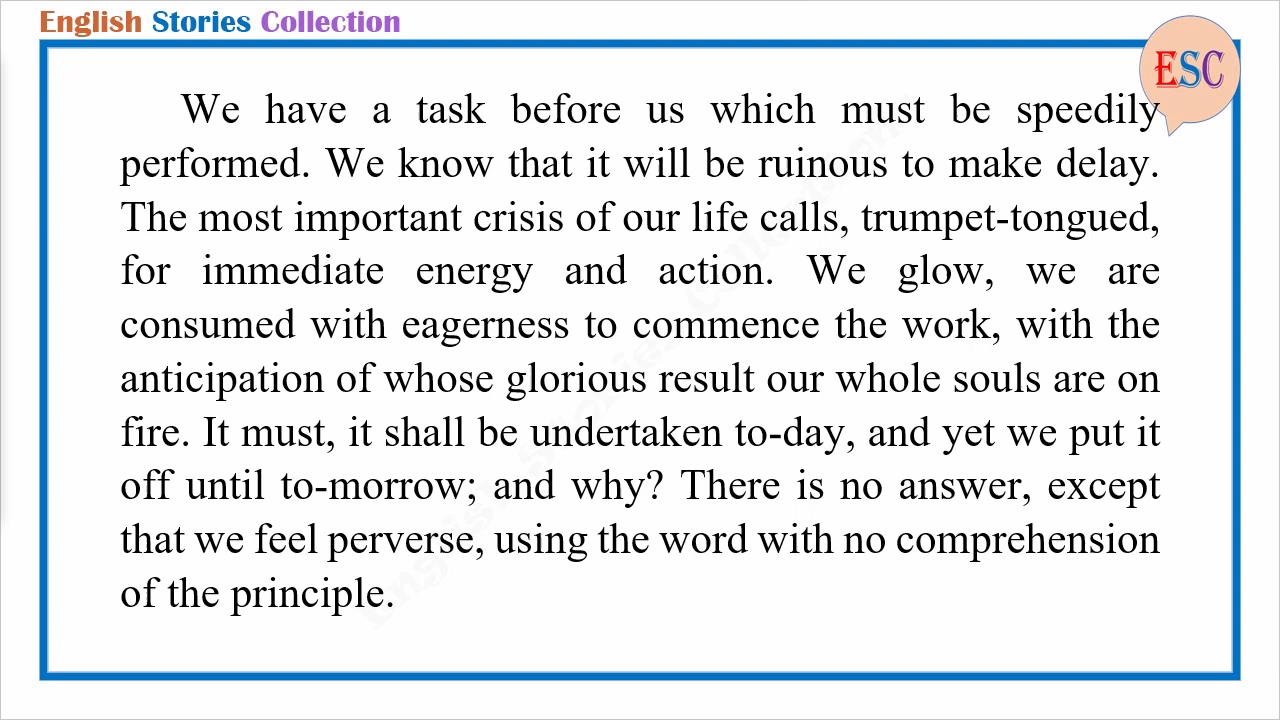 English Stories Collection
ESC
We have a task before us which must be speedily
performed. We know that it will be ruinous to make delay.
The most important crisis of our life calls, trumpet-tongued,
for immediate energy and action. We glow, we are
consumed with eagerness to commence the work, with the
anticipation of whose glorious result our whole souls are on
fire. It must, it shall be undertaken to-day, and yet we put it
off until to-morrow; and why? There is no answer, except
that we feel perverse, using the word with no comprehension
of the principle.